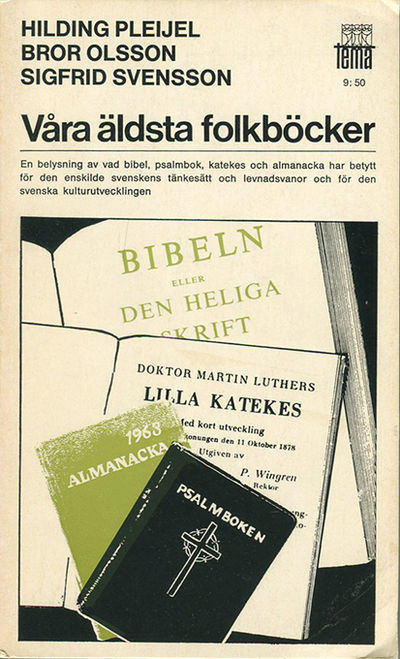 HILDING PLEIJEL
BROR OLSSON
SIGFRID SVENSSON
tema
9:50
Våra äldsta folkböcker
En belysning av vad bibel, psalmbok, katekes och almanacka har betytt
för den enskilde svenskens tänkesätt och levnadsvanor och för den
svenska kulturutvecklingen
BIBELN
ELLER
DEN HELIGA
SKRIFT
DOKTOR MARTIN LUTHERS
LILLA KATEKES
Med kort utveckling
konungen den 11 Oktober 1878
Utgiven av
P. Wingren
Rektor
ng-
o-
1963
ALMANACKA
PSALMBOKEN